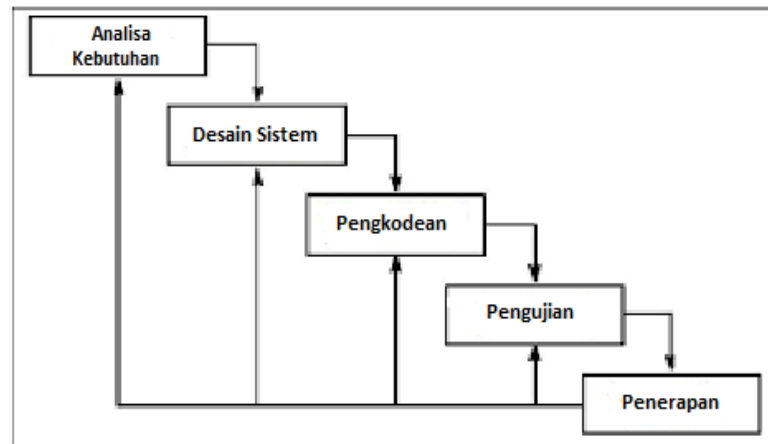 Analisa
Kebutuhan
Desain Sistem
Pengkodean
Pengujian
Penerapan